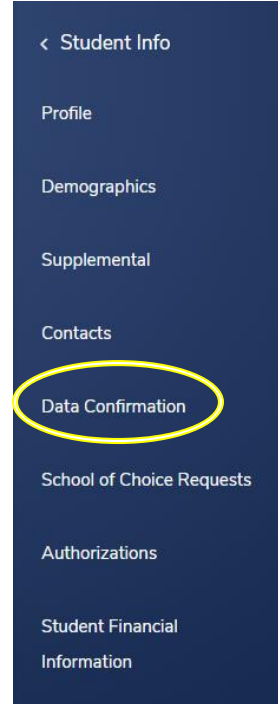 < Student Info
Profile
Demographics
Supplemental
Contacts
Data Confirmation
School of Choice Requests
Authorizations
Student Financial
Information